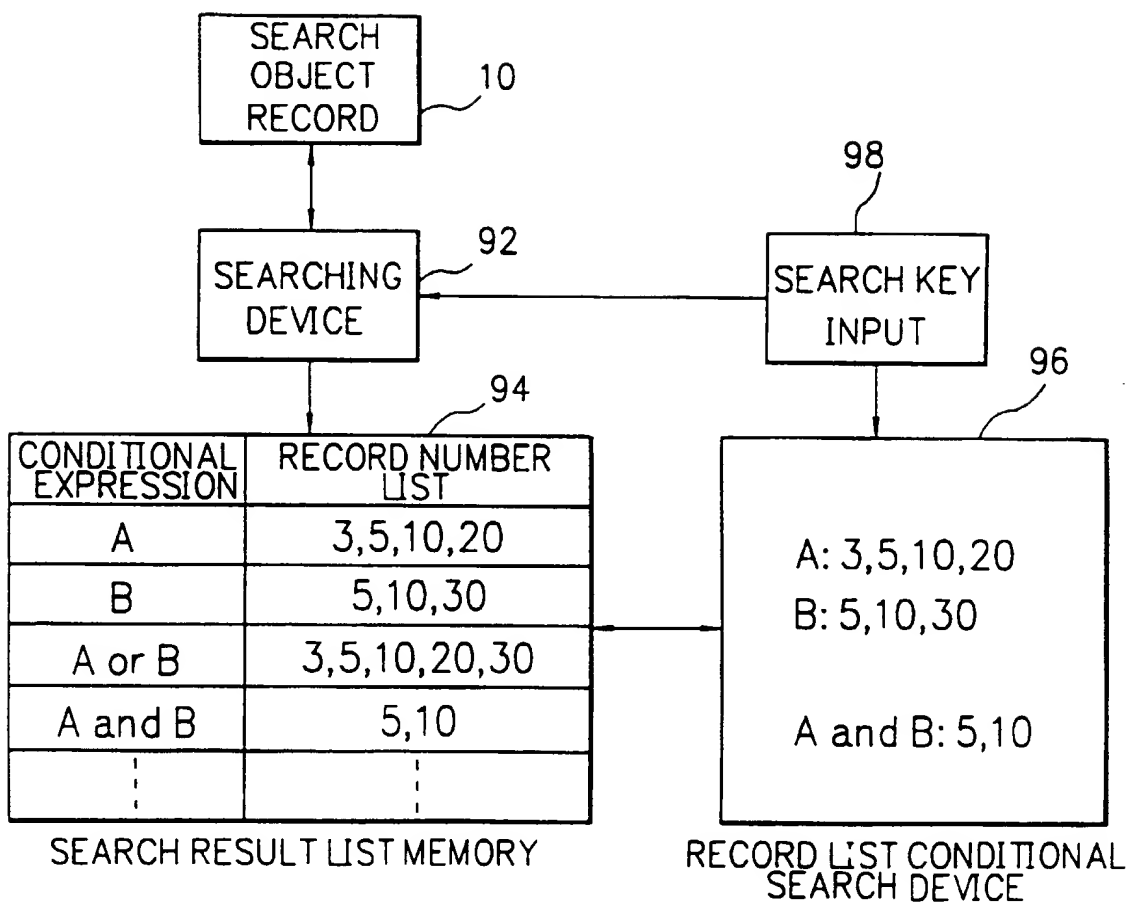 SEARCH
OBJECT
RECORD
10
98
SEARCHING
DEVICE
92
SEARCH KEY
INPUT
94
96
CONDITIONAL
EXPRESSION
RECORD NUMBER
LIST
A
3,5,10,20
B
5,10,30
A or B
3,5,10,20,30
A and B
5,10
A: 3,5,10,20
B: 5,10,30
A and B: 5,10
SEARCH RESULT LIST MEMORY
RECORD LIST CONDITIONAL
SEARCH DEVICE